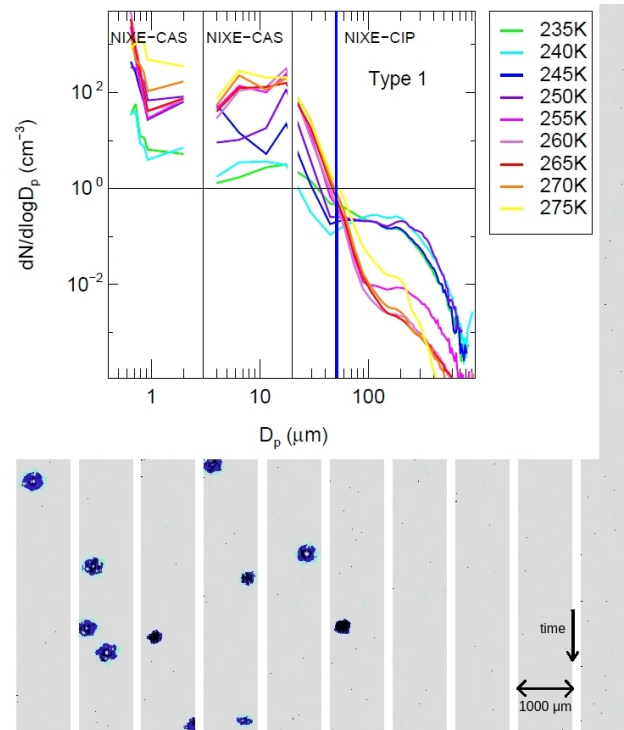 NIXE−CAS NIXE−CAS NIXE−CIP
Type 1
235K
240K
245K
250K
255K
260K
265K
270K
275K
dN/dlogDp (cm−3)
10²
10⁰
10⁻²
1 10 100
Dp (μm)
time
1000 μm